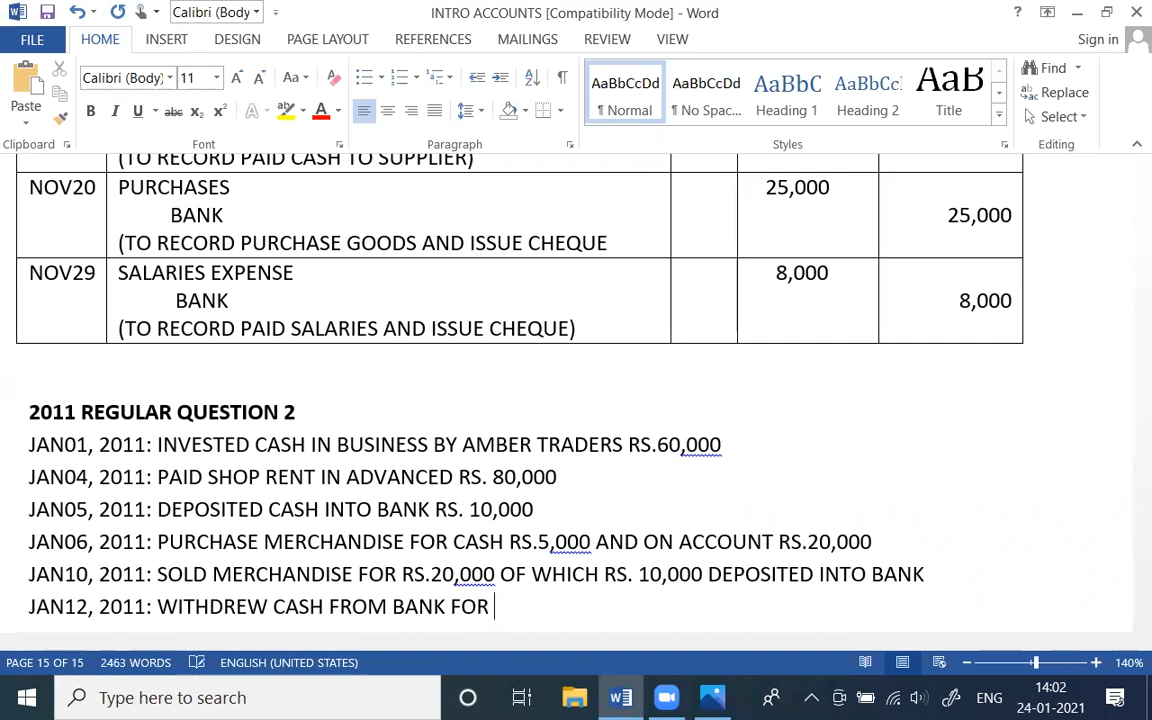 Calibri (Body
INTRO ACCOUNTS [Compatibility Mode] - Word
?
FILE HOME INSERT DESIGN PAGE LAYOUT REFERENCES MAILINGS REVIEW VIEW Sign in
Paste
Calibri (Body) 11 Aa
B I U abc x₂ x² A A
AaBbCcDd AaBbCcDd AaBbC AaBbCc AaB
¶ Normal ¶ No Spac... Heading 1 Heading 2 Title
Find
Replace
Select
Clipboard Font Paragraph Styles Editing
(TO RECORD PAID CASH TO SUPPLIER)
NOV20 PURCHASES 25,000
BANK 25,000
(TO RECORD PURCHASE GOODS AND ISSUE CHEQUE
NOV29 SALARIES EXPENSE 8,000
BANK 8,000
(TO RECORD PAID SALARIES AND ISSUE CHEQUE)
2011 REGULAR QUESTION 2
JAN01, 2011: INVESTED CASH IN BUSINESS BY AMBER TRADERS RS.60,000
JAN04, 2011: PAID SHOP RENT IN ADVANCED RS. 80,000
JAN05, 2011: DEPOSITED CASH INTO BANK RS. 10,000
JAN06, 2011: PURCHASE MERCHANDISE FOR CASH RS.5,000 AND ON ACCOUNT RS.20,000
JAN10, 2011: SOLD MERCHANDISE FOR RS.20,000 OF WHICH RS. 10,000 DEPOSITED INTO BANK
JAN12, 2011: WITHDREW CASH FROM BANK FOR
PAGE 15 OF 15 2463 WORDS ENGLISH (UNITED STATES) 140%
Type here to search
ENG
14:02
24-01-2021